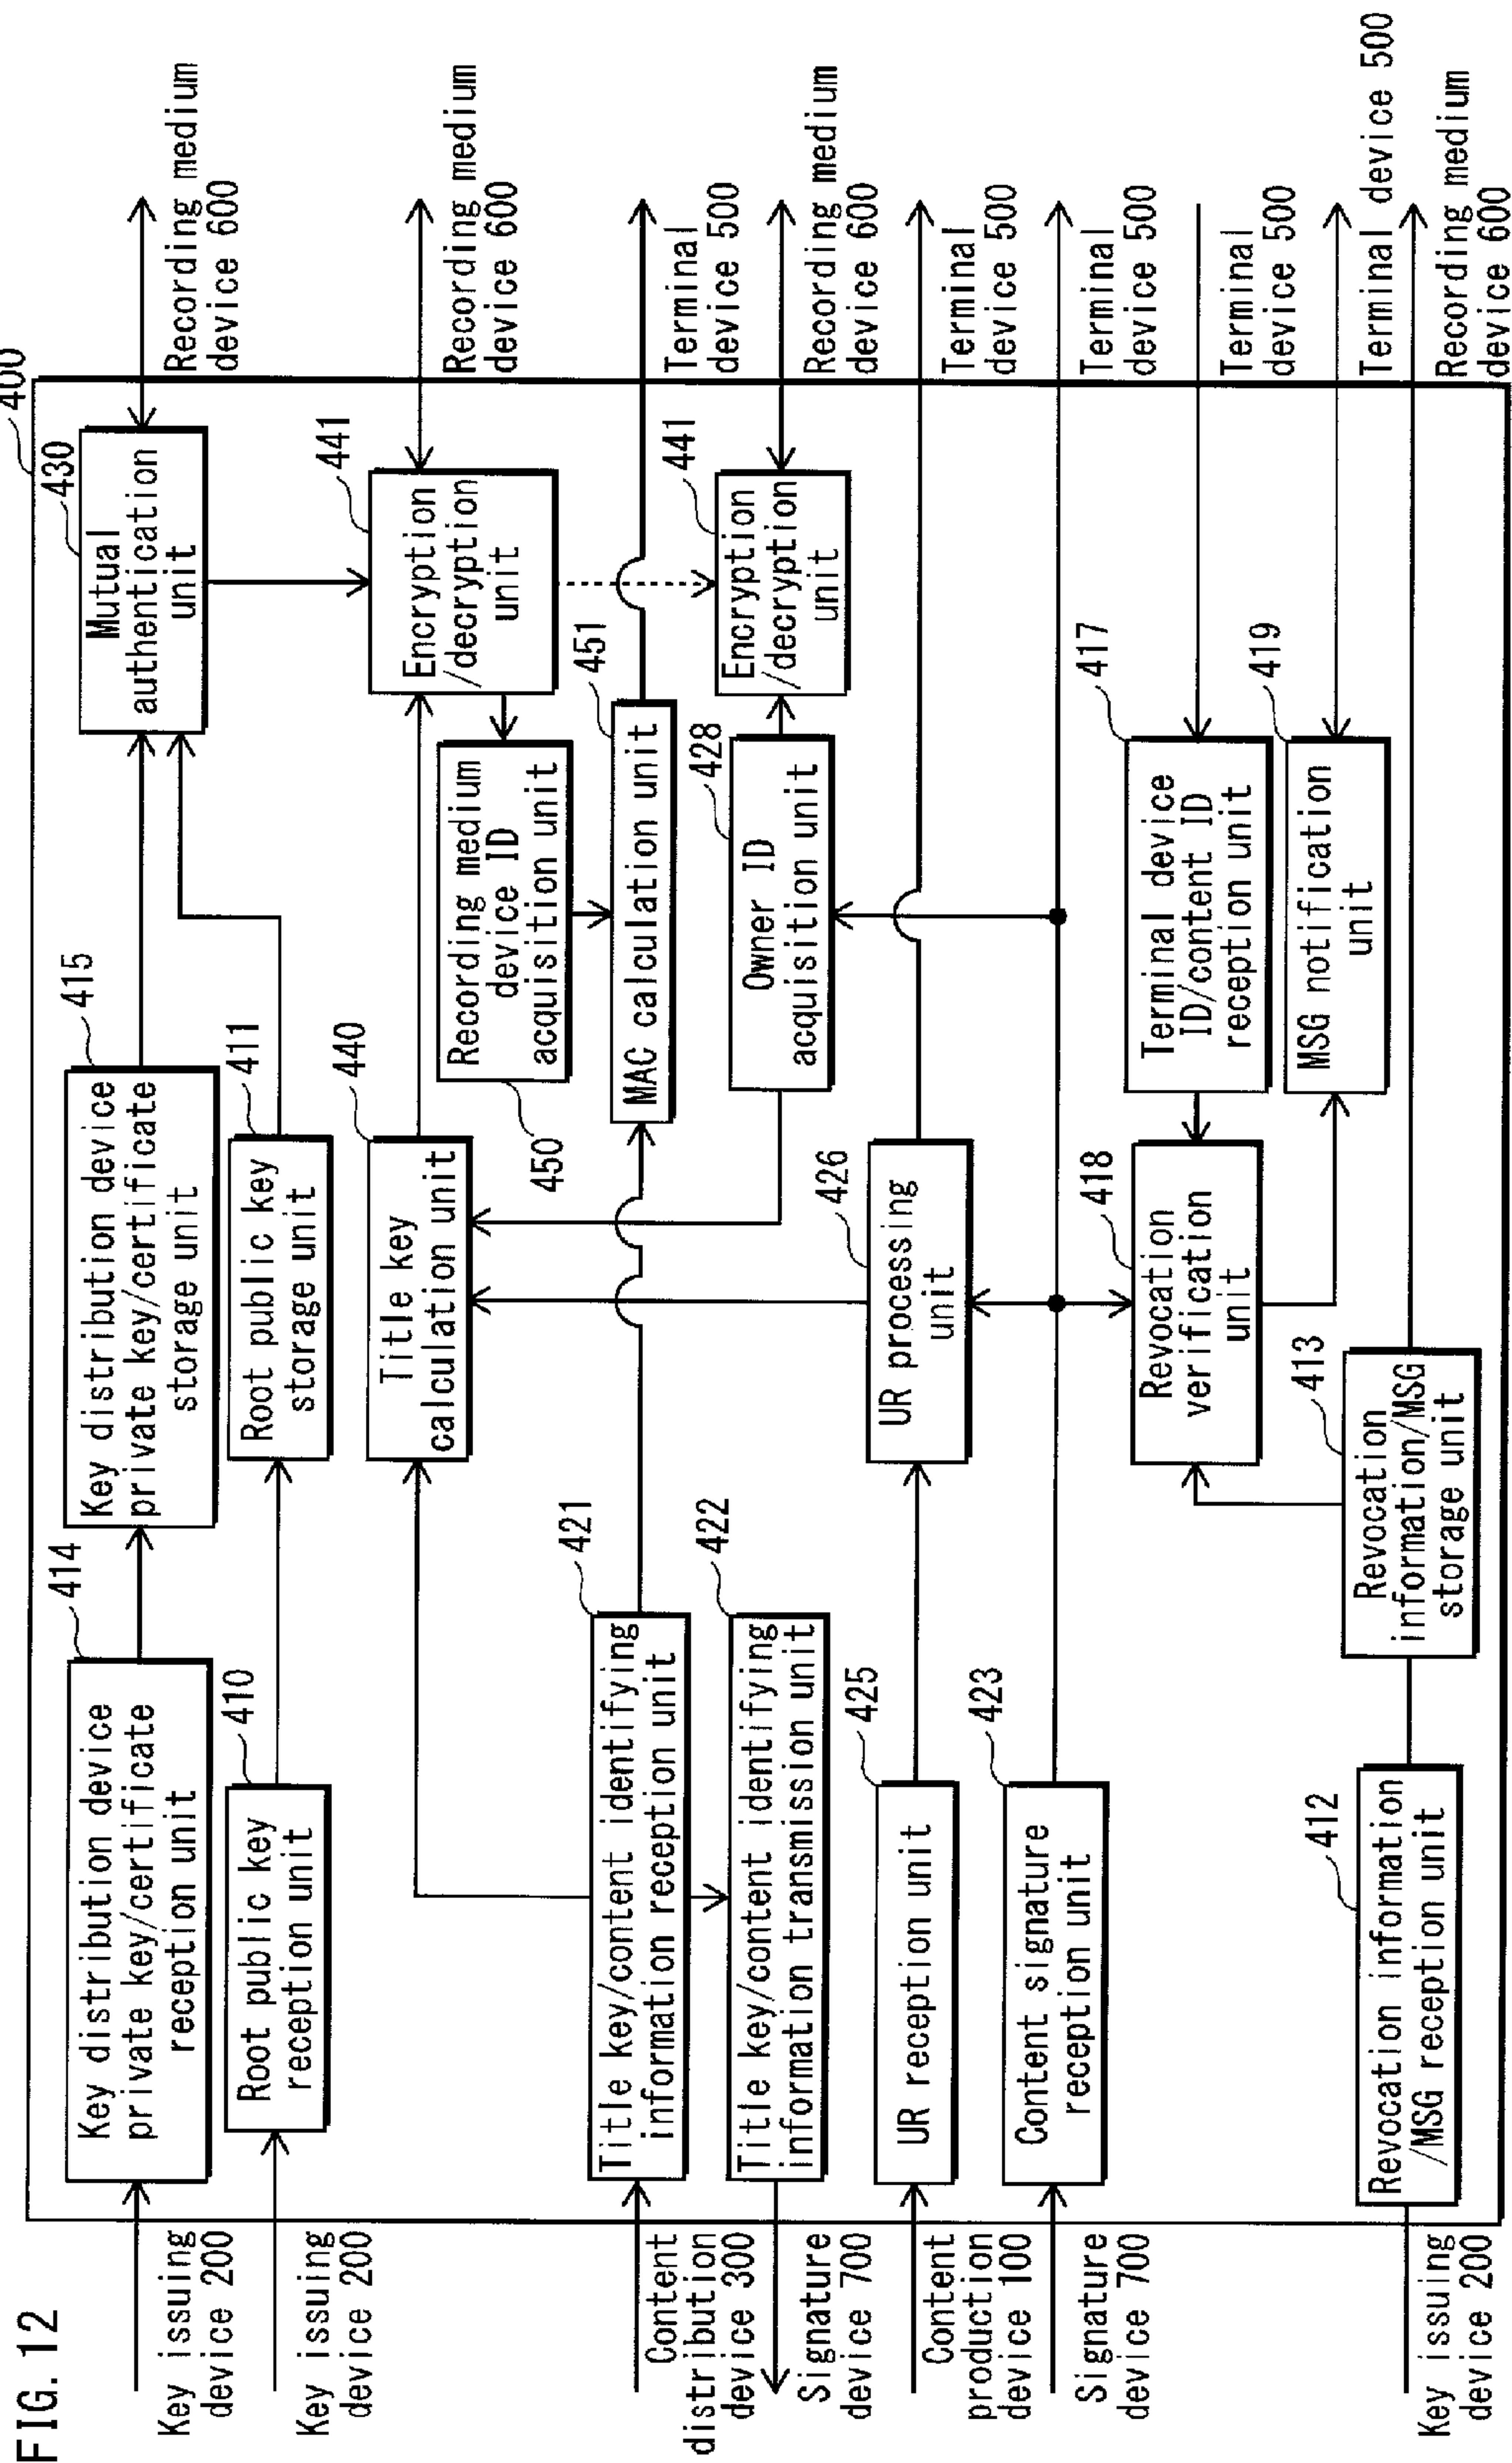 FIG. 12
400
Key issuing
device 200
414
Key distribution device
private key/certificate
reception unit
415
Key distribution device
private key/certificate
storage unit
430
Mutual
authentication
unit
Recording medium
device 600
Key issuing
device 200
410
Root public key
reception unit
411
Root public key
storage unit
440
Title key
calculation unit
441
Encryption
/decryption
unit
Recording medium
device 600
450
Recording medium
device ID
acquisition unit
Content
distribution
device 300
421
Title key/content identifying
information reception unit
451
MAC calculation unit
Terminal
device 500
Signature
device 700
422
Title key/content identifying
information transmission unit
428
Owner ID
acquisition unit
441
Encryption
/decryption
unit
Recording medium
device 600
Content
production
device 100
425
UR reception unit
426
UR processing
unit
Terminal
device 500
Signature
device 700
423
Content signature
reception unit
Terminal
device 500
418
Revocation
verification
unit
417
Terminal device
ID/content ID
reception unit
Terminal
device 500
419
MSG notification
unit
Terminal device 500
Key issuing
device 200
412
Revocation information
/MSG reception unit
413
Revocation
information/MSG
storage unit
Recording medium
device 600